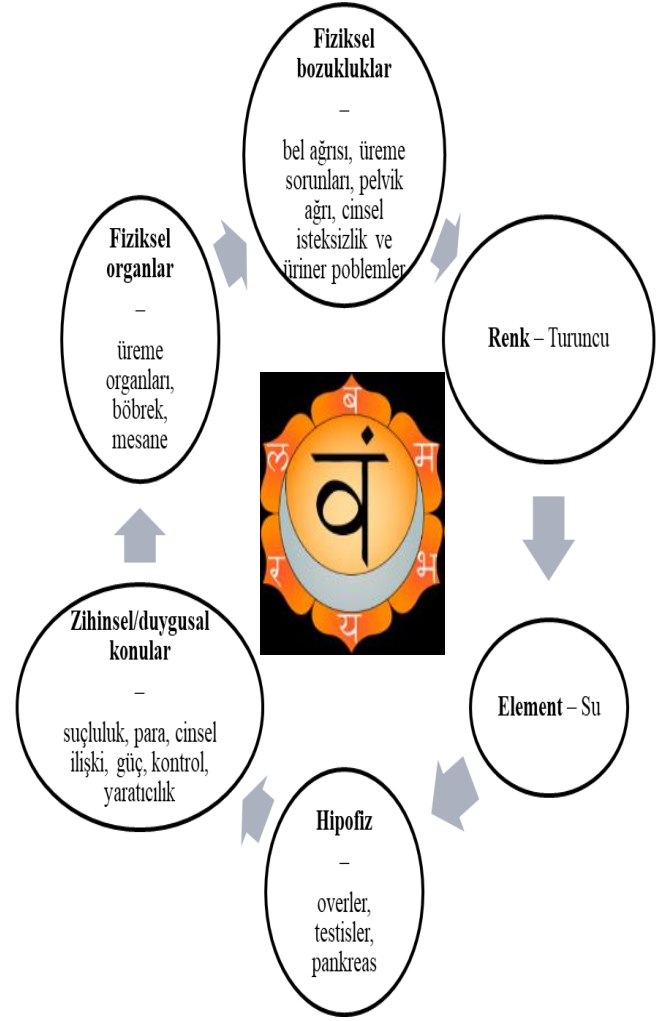 Fiziksel
bozukluklar
–
bel ağrısı, üreme
sorunları, pelvik
ağrı, cinsel
isteksizlik ve
üriner poblemler
Renk – Turuncu
Element – Su
Hipofiz
–
overler,
testisler,
pankreas
Zihinsel/duygusal
konular
–
suçluluk, para, cinsel
ilişki, güç, kontrol,
yaratıcılık
Fiziksel
organlar
–
üreme
organları,
böbrek,
mesane
ब
म
भ
य
र
ल
वं